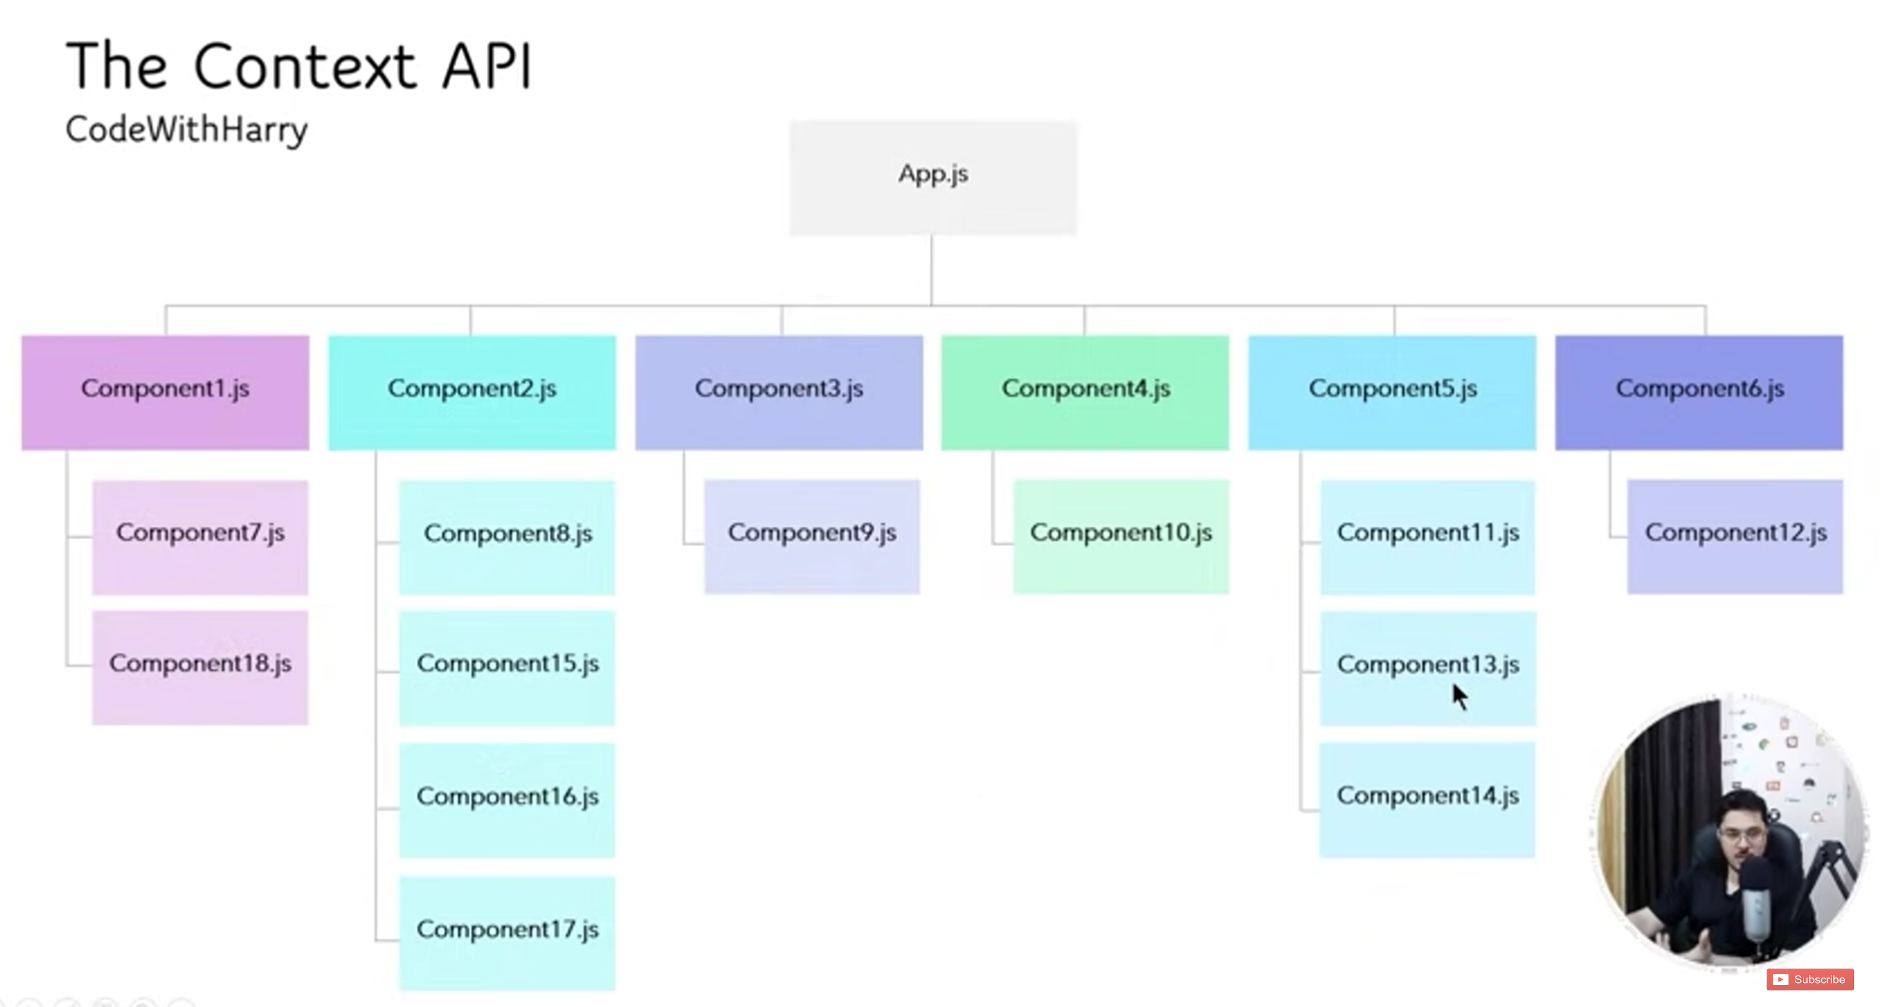 The Context API
CodeWithHarry
App.js
Component1.js
Component2.js
Component3.js
Component4.js
Component5.js
Component6.js
Component7.js
Component8.js
Component9.js
Component10.js
Component11.js
Component12.js
Component18.js
Component15.js
Component13.js
Component16.js
Component14.js
Component17.js
Subscribe